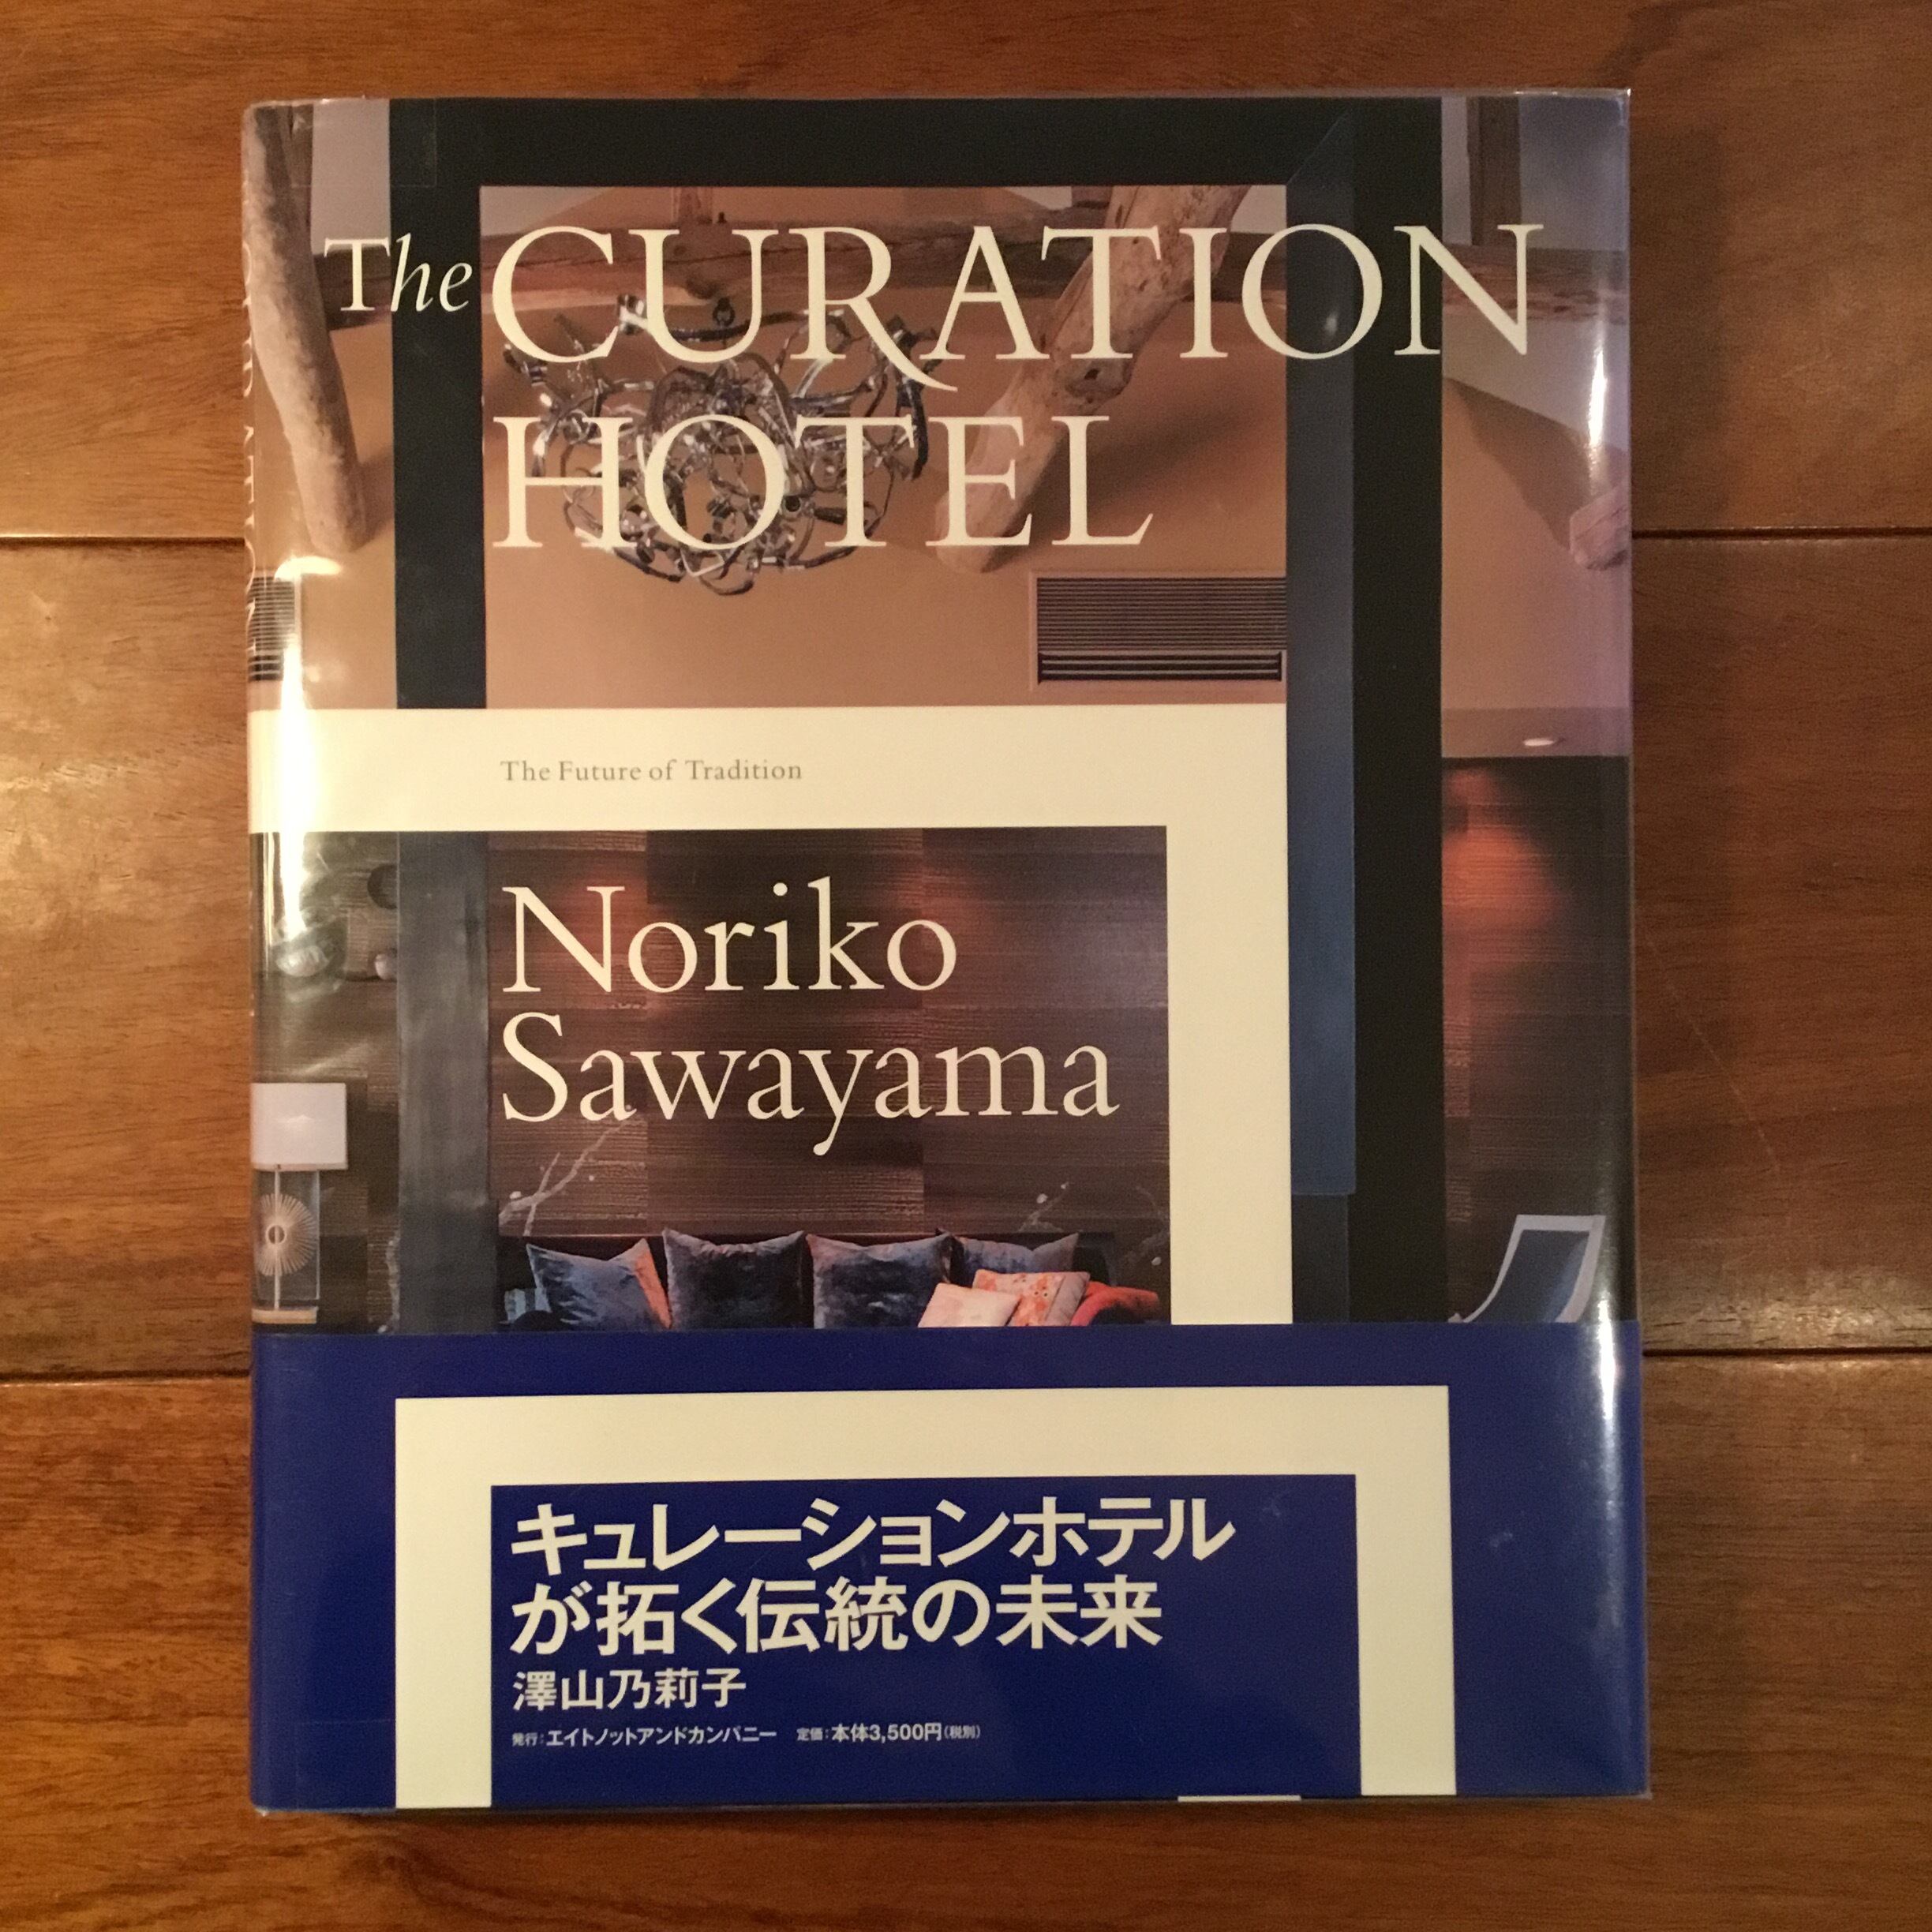 The CURATION
HOTEL
The Future of Tradition
Noriko
Sawayama
キュレーションホテル
が拓く伝統の未来
澤山乃莉子
発行:エイトノットアンドカンパニー 定価:本体3,500円(税別)